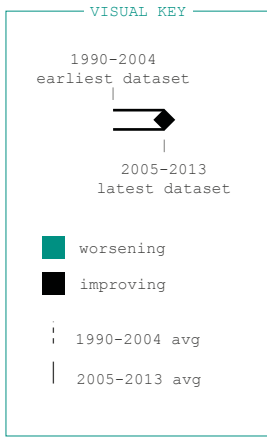 VISUAL KEY
1990-2004
earliest dataset
2005-2013
latest dataset
worsening
improving
1990-2004 avg
2005-2013 avg